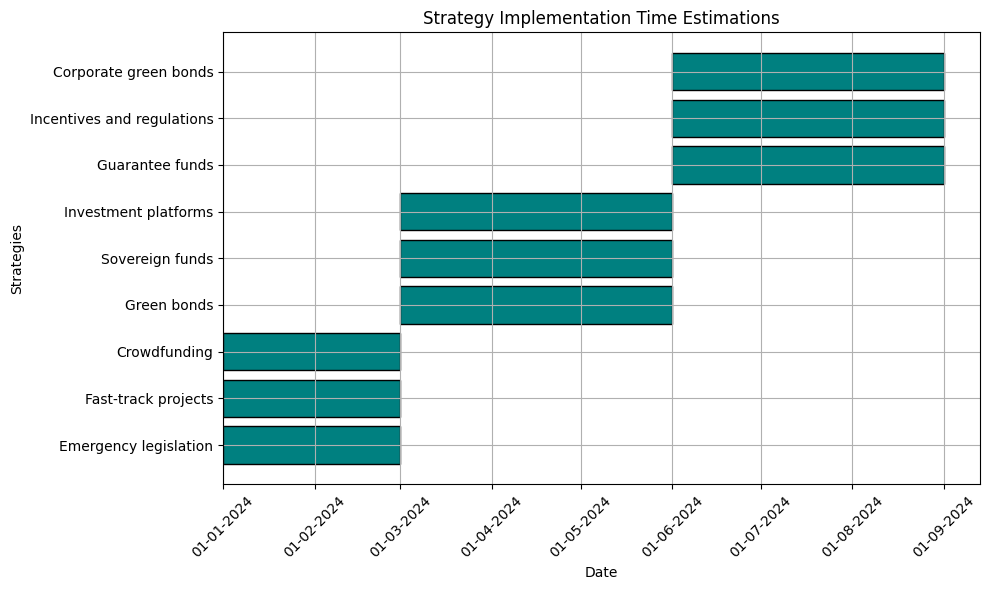 Strategy Implementation Time Estimations
Strategies
Corporate green bonds
Incentives and regulations
Guarantee funds
Investment platforms
Sovereign funds
Green bonds
Crowdfunding
Fast-track projects
Emergency legislation
01-01-2024
01-02-2024
01-03-2024
01-04-2024
01-05-2024
01-06-2024
01-07-2024
01-08-2024
01-09-2024
Date